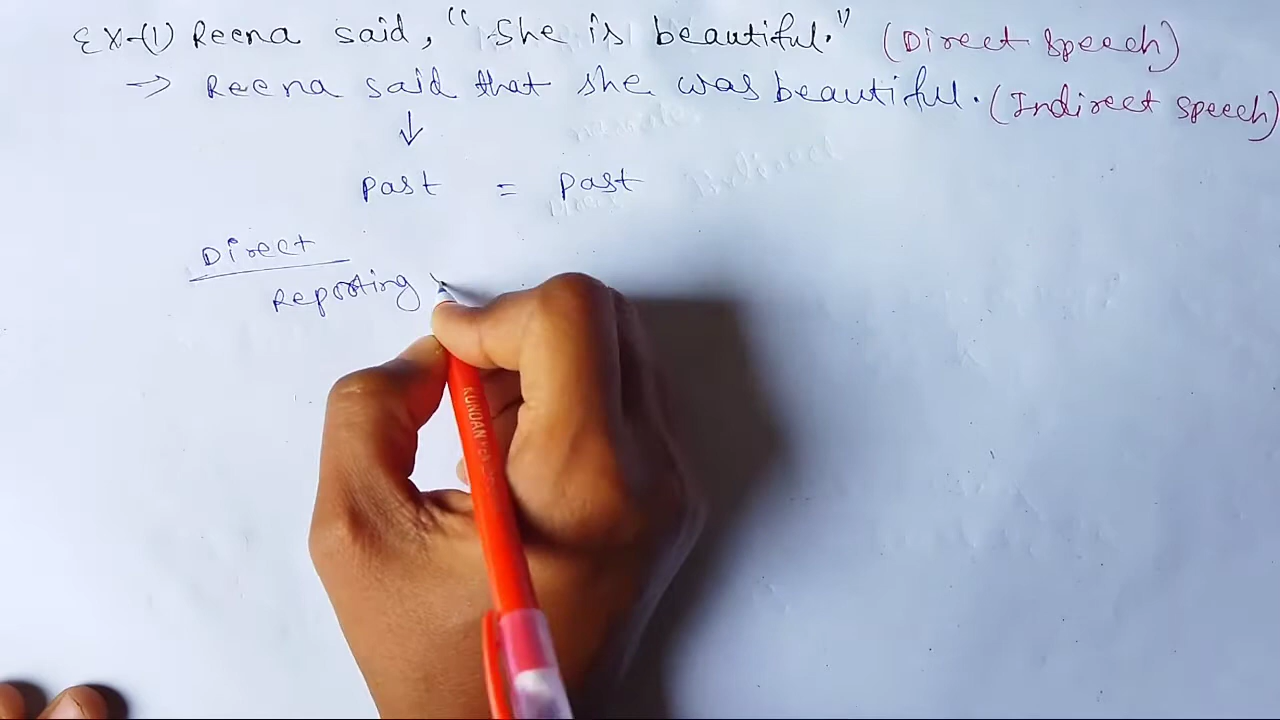 Ex-(1) Reena said, "She is beautiful." (Direct Speech)
→ Reena said that she was beautiful. (Indirect speech)
↓
Past = Past
Direct
Reporting
KUNDAN